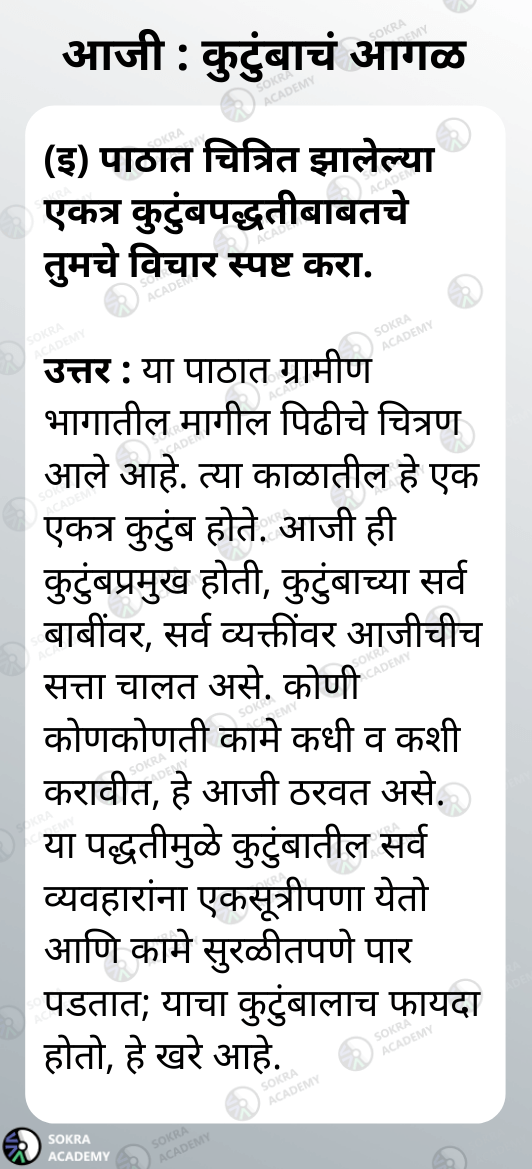 आजी : कुटुंबाचं आगळ
(इ) पाठात चित्रित झालेल्या
एकत्र कुटुंबपद्धतीबाबतचे
तुमचे विचार स्पष्ट करा.
उत्तर : या पाठात ग्रामीण
भागातील मागील पिढीचे चित्रण
आले आहे. त्या काळातील हे एक
एकत्र कुटुंब होते. आजी ही
कुटुंबप्रमुख होती, कुटुंबाच्या सर्व
बाबींवर, सर्व व्यक्तींवर आजीचीच
सत्ता चालत असे. कोणी
कोणकोणती कामे कधी व कशी
करावीत, हे आजी ठरवत असे.
या पद्धतीमुळे कुटुंबातील सर्व
व्यवहारांना एकसूत्रीपणा येतो
आणि कामे सुरळीतपणे पार
पडतात; याचा कुटुंबालाच फायदा
होतो, हे खरे आहे.
SOKRA
ACADEMY